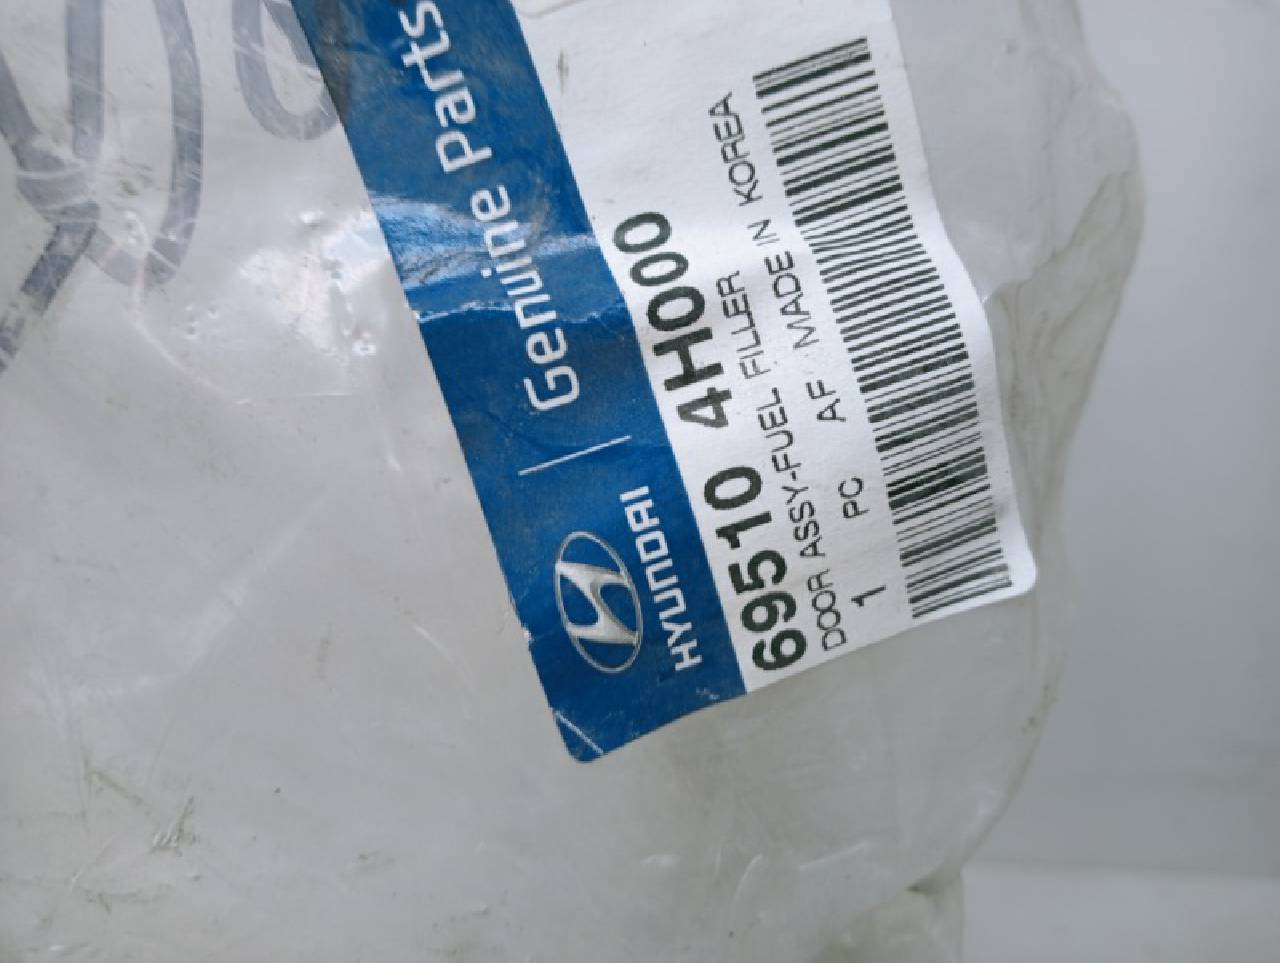 HYUNDAI | Genuine Parts
69510 4H000
DOOR ASSY-FUEL FILLER
1 PC AF MADE IN KOREA